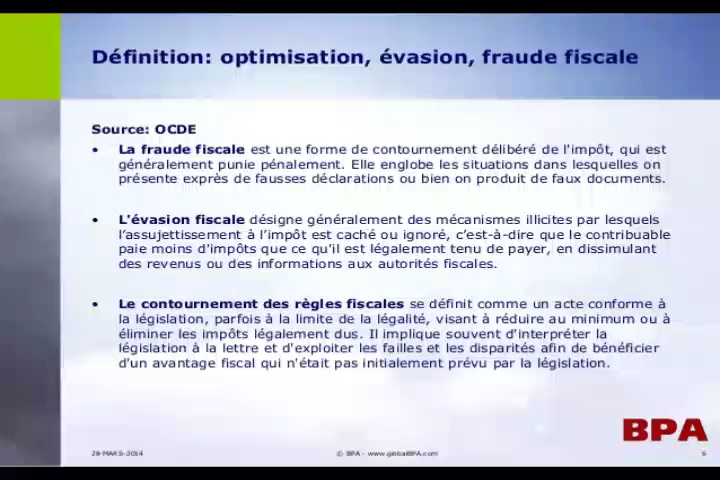 Définition: optimisation, évasion, fraude fiscale
Source: OCDE
• La fraude fiscale est une forme de contournement délibéré de l'impôt, qui est
généralement punie pénalement. Elle englobe les situations dans lesquelles on
présente exprès de fausses déclarations ou bien on produit de faux documents.
• L'évasion fiscale désigne généralement des mécanismes illicites par lesquels
l'assujettissement à l'impôt est caché ou ignoré, c'est-à-dire que le contribuable
paie moins d'impôts que ce qu'il est légalement tenu de payer, en dissimulant
des revenus ou des informations aux autorités fiscales.
• Le contournement des règles fiscales se définit comme un acte conforme à
la législation, parfois à la limite de la légalité, visant à réduire au minimum ou à
éliminer les impôts légalement dus. Il implique souvent d'interpréter la
législation à la lettre et d'exploiter les failles et les disparités afin de bénéficier
d'un avantage fiscal qui n'était pas initialement prévu par la législation.
BPA
28-MARS-2014
© BPA - www.globalBPA.com
6